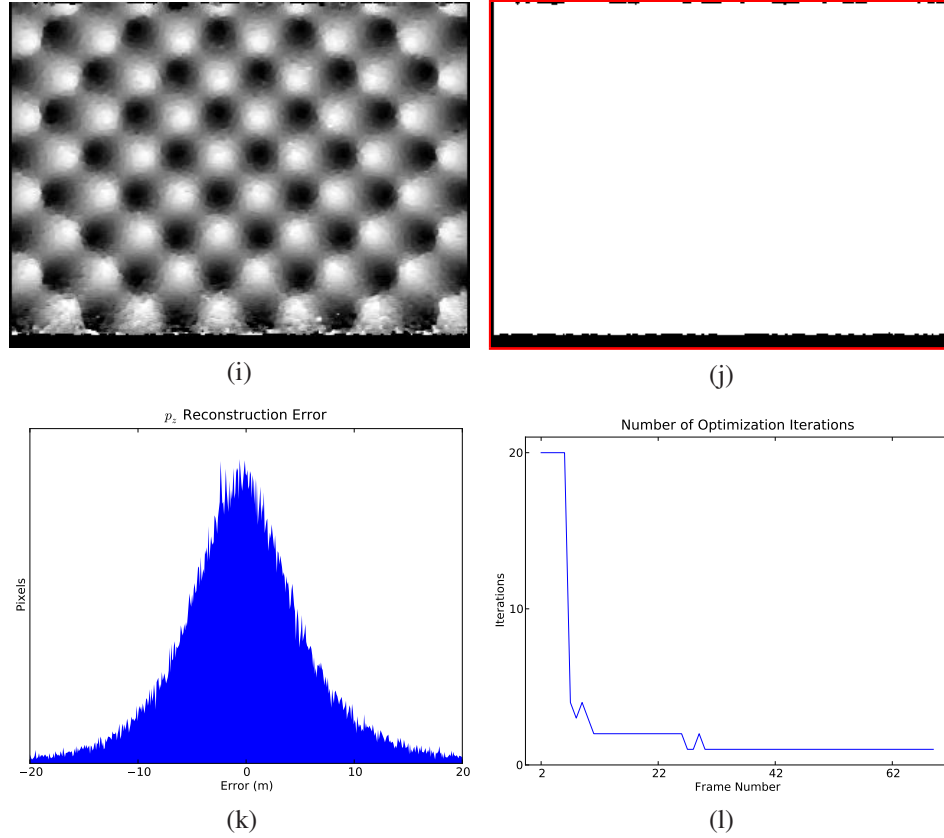 (i)
(j)
p_z Reconstruction Error
Pixels
−20
−10
0
10
20
Error (m)
(k)
Number of Optimization Iterations
Iterations
20
10
0
2
22
42
62
Frame Number
(l)